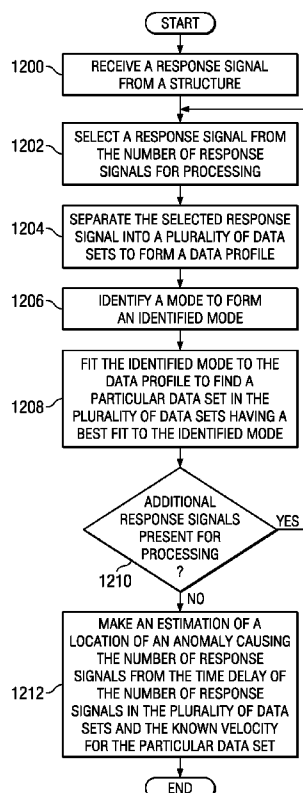 START
1200
RECEIVE A RESPONSE SIGNAL
FROM A STRUCTURE
1202
SELECT A RESPONSE SIGNAL FROM
THE NUMBER OF RESPONSE
SIGNALS FOR PROCESSING
1204
SEPARATE THE SELECTED RESPONSE
SIGNAL INTO A PLURALITY OF DATA
SETS TO FORM A DATA PROFILE
1206
IDENTIFY A MODE TO FORM
AN IDENTIFIED MODE
1208
FIT THE IDENTIFIED MODE TO THE
DATA PROFILE TO FIND A
PARTICULAR DATA SET IN THE
PLURALITY OF DATA SETS HAVING A
BEST FIT TO THE IDENTIFIED MODE
ADDITIONAL
RESPONSE SIGNALS
PRESENT FOR
PROCESSING
?
YES
1210
NO
1212
MAKE AN ESTIMATION OF A
LOCATION OF AN ANOMALY CAUSING
THE NUMBER OF RESPONSE
SIGNALS FROM THE TIME DELAY OF
THE NUMBER OF RESPONSE
SIGNALS IN THE PLURALITY OF DATA
SETS AND THE KNOWN VELOCITY
FOR THE PARTICULAR DATA SET
END